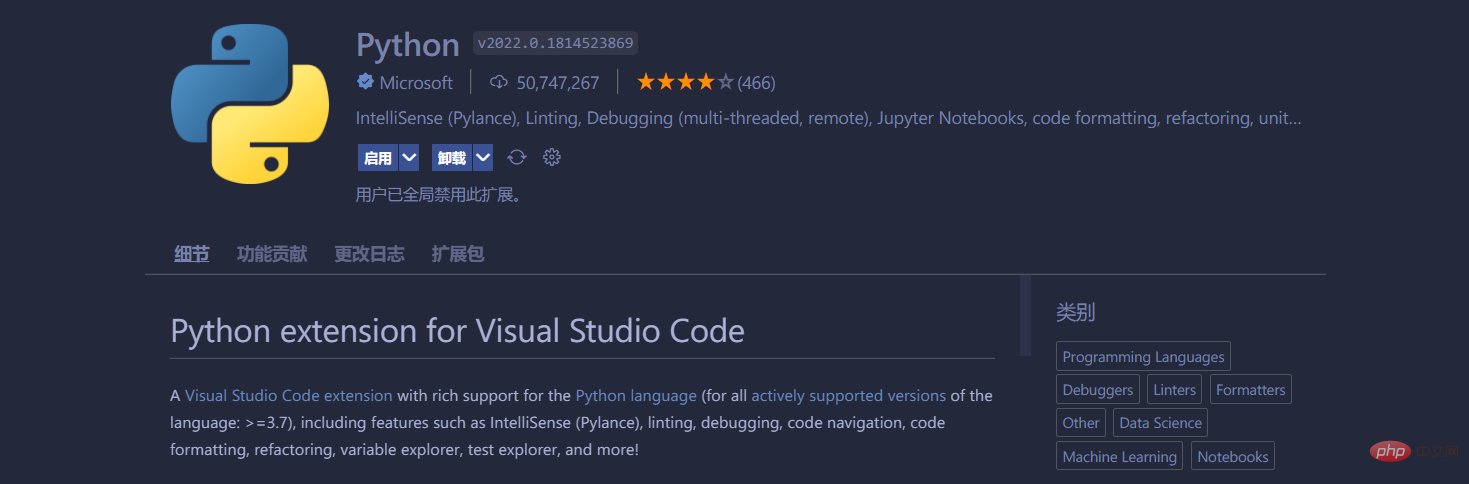 Python v2022.0.1814523869
Microsoft 50,747,267 (466)
IntelliSense (Pylance), Linting, Debugging (multi-threaded, remote), Jupyter Notebooks, code formatting, refactoring, unit...
启用 卸载
用户已全局禁用此扩展。
细节 功能贡献 更改日志 扩展包
Python extension for Visual Studio Code
A Visual Studio Code extension with rich support for the Python language (for all actively supported versions of the
language: >=3.7), including features such as IntelliSense (Pylance), linting, debugging, code navigation, code
formatting, refactoring, variable explorer, test explorer, and more!
类别
Programming Languages
Debuggers Linters Formatters
Other Data Science
Machine Learning Notebooks
php 中文网